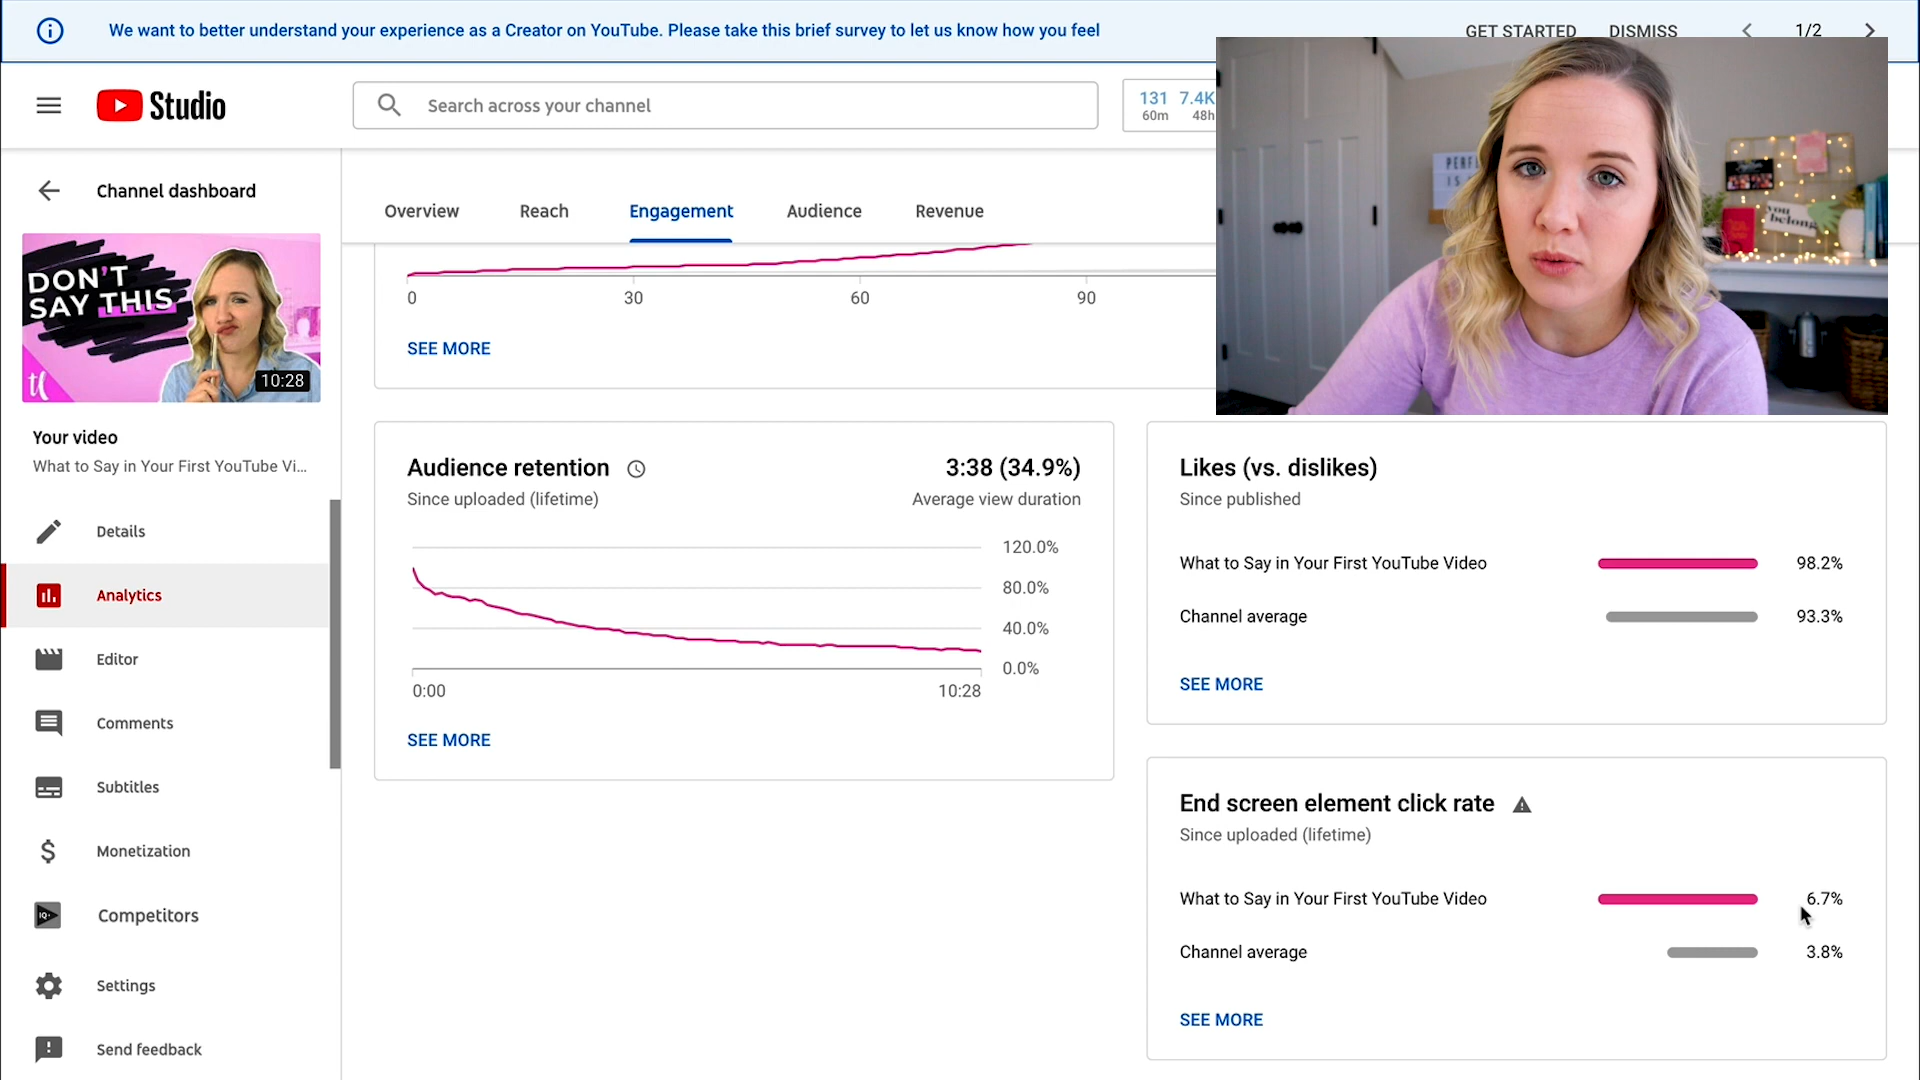 We want to better understand your experience as a Creator on YouTube. Please take this brief survey to let us know how you feel
GET STARTED
DISMISS
1/2
Studio
Search across your channel
131 7.4K
60m 48h
Channel dashboard
DON'T
SAY THIS
tl
10:28
Your video
What to Say in Your First YouTube Vi...
Details
Analytics
Editor
Comments
Subtitles
Monetization
IQ
Competitors
Settings
Send feedback
Overview
Reach
Engagement
Audience
Revenue
0
30
60
90
SEE MORE
you
belong
Audience retention
3:38 (34.9%)
Since uploaded (lifetime)
Average view duration
120.0%
80.0%
40.0%
0.0%
0:00
10:28
SEE MORE
Likes (vs. dislikes)
Since published
What to Say in Your First YouTube Video
98.2%
Channel average
93.3%
SEE MORE
End screen element click rate
Since uploaded (lifetime)
What to Say in Your First YouTube Video
6.7%
Channel average
3.8%
SEE MORE